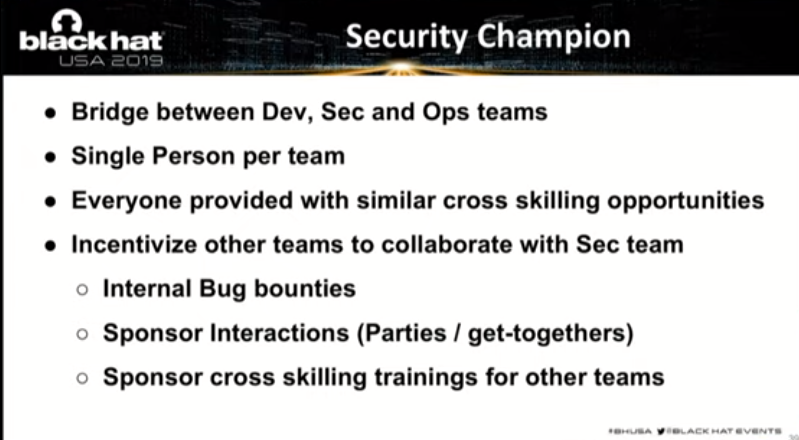 black hat
USA 2019
Security Champion
● Bridge between Dev, Sec and Ops teams
● Single Person per team
● Everyone provided with similar cross skilling opportunities
● Incentivize other teams to collaborate with Sec team
○ Internal Bug bounties
○ Sponsor Interactions (Parties / get-togethers)
○ Sponsor cross skilling trainings for other teams
#BHUSA @BLACK HAT EVENTS